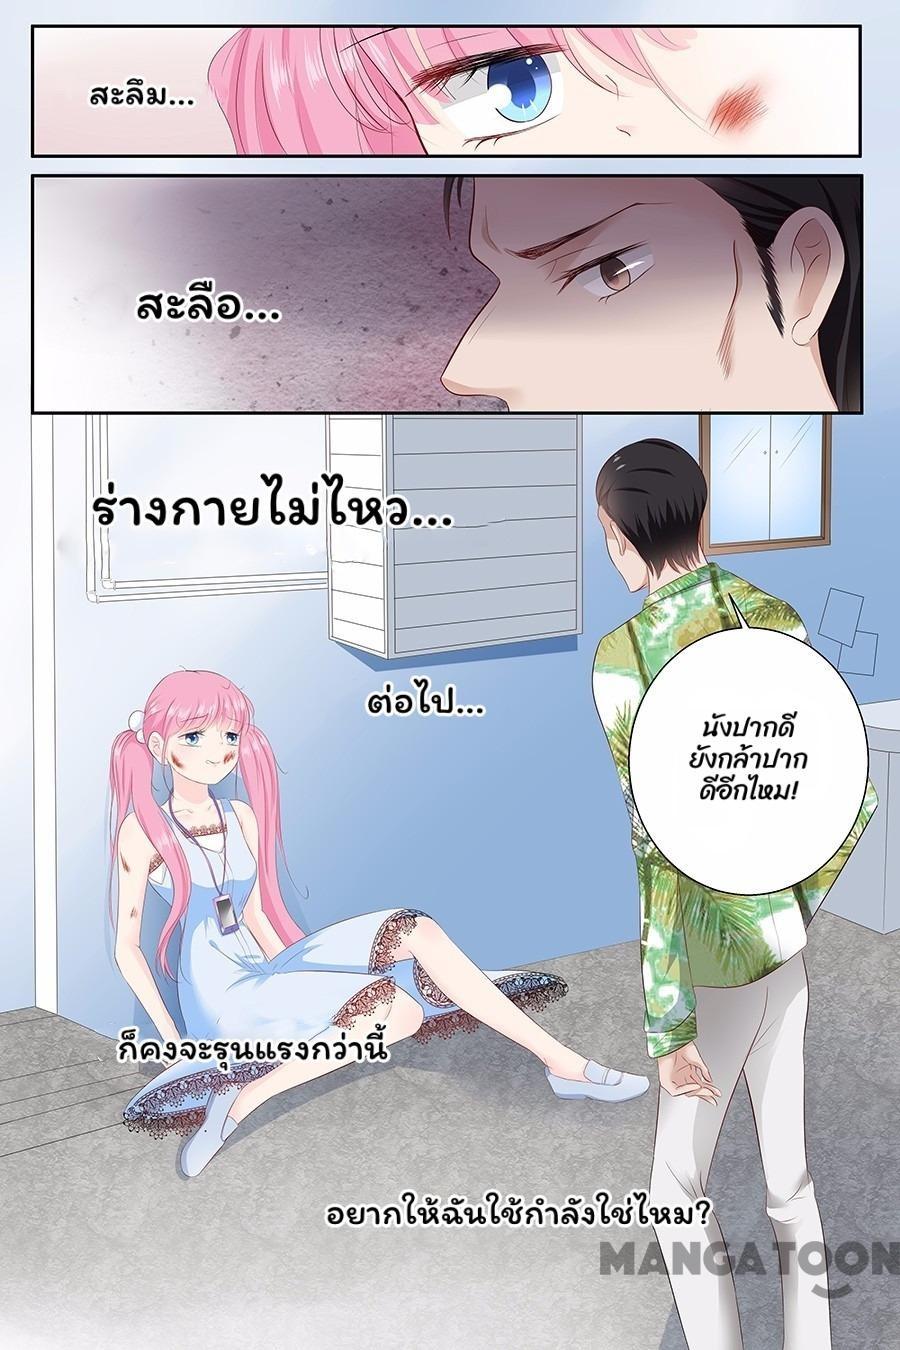 สะลึม...
สะลือ...
ร่างกายไม่ไหว...
ต่อไป...
นังปากดี
ยังกล้าปาก
ดีอีกไหม!
ก็คงจะรุนแรงกว่านี้
อยากให้ฉันใช้กำลังใช่ไหม?
MANGATOON